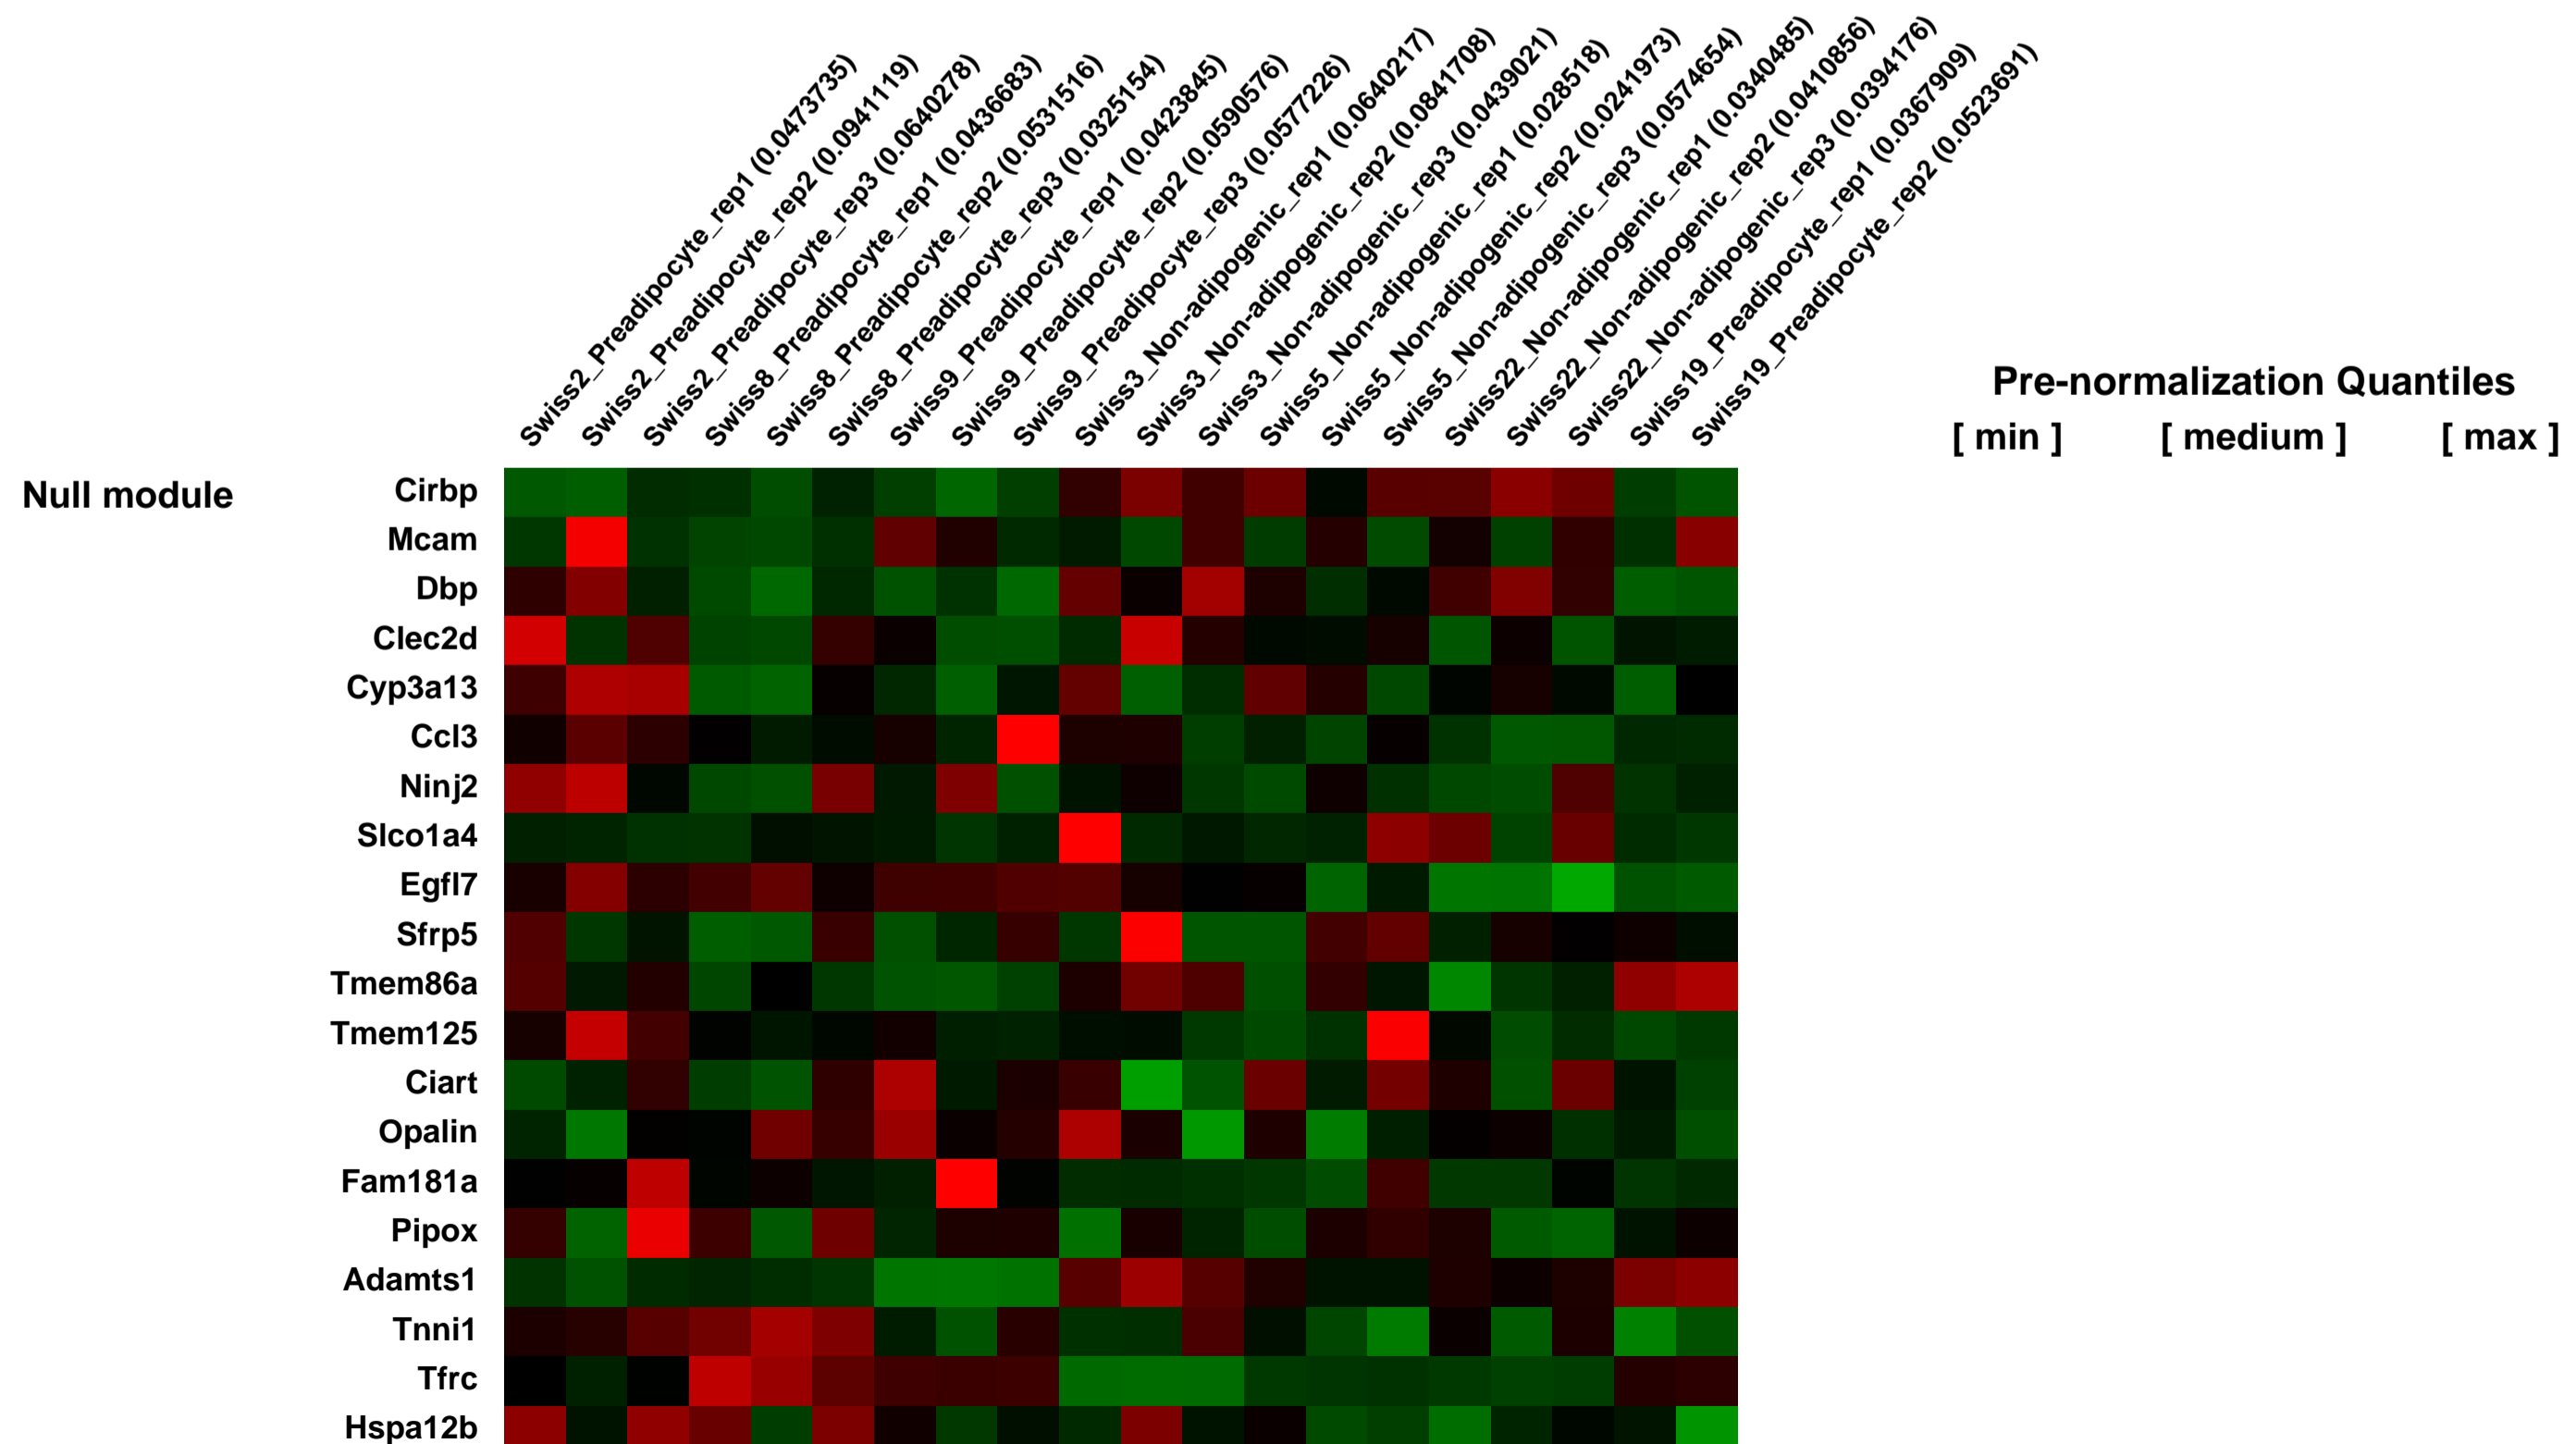 Swiss2_Preadipocyte_rep1 (0.0473735)
Swiss2_Preadipocyte_rep2 (0.0941119)
Swiss2_Preadipocyte_rep3 (0.0640278)
Swiss8_Preadipocyte_rep1 (0.0436683)
Swiss8_Preadipocyte_rep2 (0.0531516)
Swiss8_Preadipocyte_rep3 (0.0325154)
Swiss9_Preadipocyte_rep1 (0.0423845)
Swiss9_Preadipocyte_rep2 (0.0590576)
Swiss9_Preadipocyte_rep3 (0.0577226)
Swiss3_Non-adipogenic_rep1 (0.0640217)
Swiss3_Non-adipogenic_rep2 (0.0841708)
Swiss3_Non-adipogenic_rep3 (0.0439021)
Swiss5_Non-adipogenic_rep1 (0.028518)
Swiss5_Non-adipogenic_rep2 (0.0241973)
Swiss5_Non-adipogenic_rep3 (0.0574654)
Swiss22_Non-adipogenic_rep1 (0.0340485)
Swiss22_Non-adipogenic_rep2 (0.0410856)
Swiss22_Non-adipogenic_rep3 (0.0394176)
Swiss19_Preadipocyte_rep1 (0.0367909)
Swiss19_Preadipocyte_rep2 (0.0523691)
Pre-normalization Quantiles
[ min ] [ medium ] [ max ]
Null module
Cirbp
Mcam
Dbp
Clec2d
Cyp3a13
Ccl3
Ninj2
Slco1a4
Egfl7
Sfrp5
Tmem86a
Tmem125
Ciart
Opalin
Fam181a
Pipox
Adamts1
Tnni1
Tfrc
Hspa12b